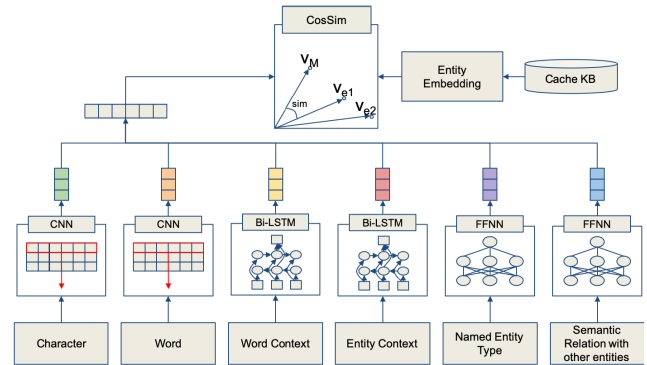 CosSim
V_M
V_e1
V_e2
sim
Entity
Embedding
Cache KB
CNN
CNN
Bi-LSTM
Bi-LSTM
FFNN
FFNN
Character
Word
Word Context
Entity Context
Named Entity
Type
Semantic
Relation with
other entities